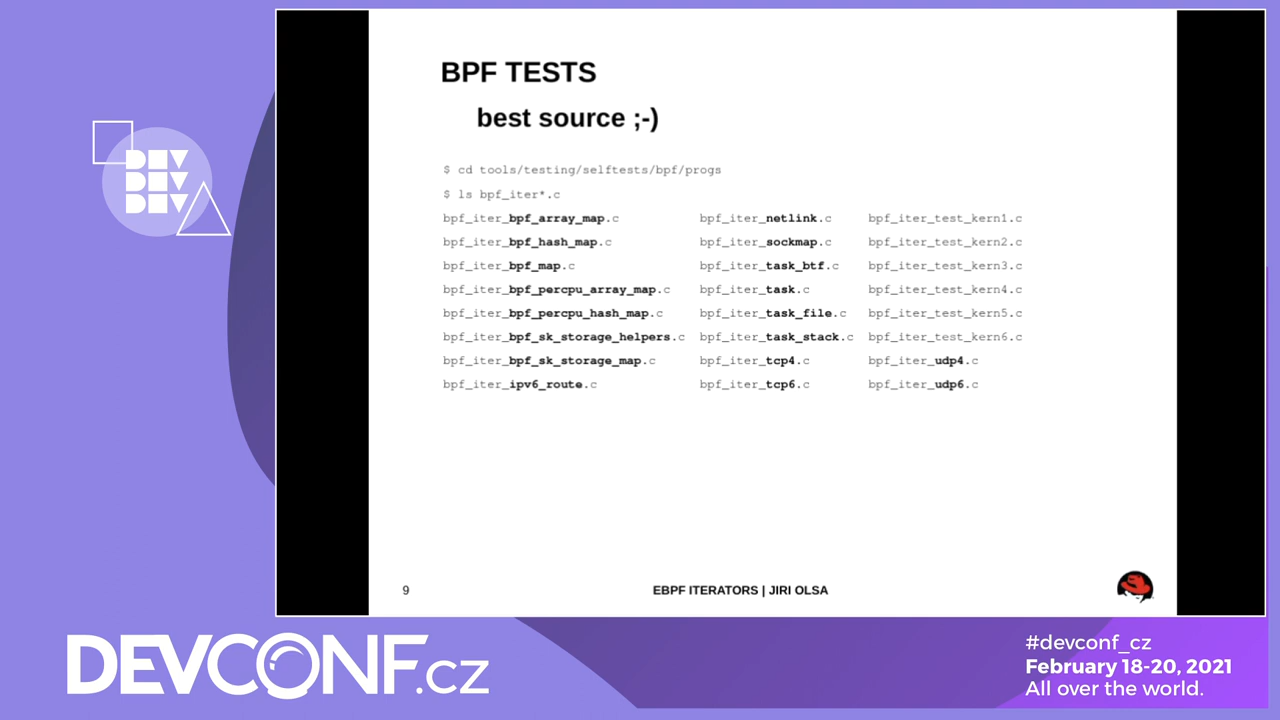 DEV
DEV
DEV
BPF TESTS
best source ;-)
$ cd tools/testing/selftests/bpf/progs
$ ls bpf_iter*.c
bpf_iter_bpf_array_map.c bpf_iter_netlink.c bpf_iter_test_kern1.c
bpf_iter_bpf_hash_map.c bpf_iter_sockmap.c bpf_iter_test_kern2.c
bpf_iter_bpf_map.c bpf_iter_task_btf.c bpf_iter_test_kern3.c
bpf_iter_bpf_percpu_array_map.c bpf_iter_task.c bpf_iter_test_kern4.c
bpf_iter_bpf_percpu_hash_map.c bpf_iter_task_file.c bpf_iter_test_kern5.c
bpf_iter_bpf_sk_storage_helpers.c bpf_iter_task_stack.c bpf_iter_test_kern6.c
bpf_iter_bpf_sk_storage_map.c bpf_iter_tcp4.c bpf_iter_udp4.c
bpf_iter_ipv6_route.c bpf_iter_tcp6.c bpf_iter_udp6.c
9 EBPF ITERATORS | JIRI OLSA
DEVCONF.cz
#devconf_cz
February 18-20, 2021
All over the world.